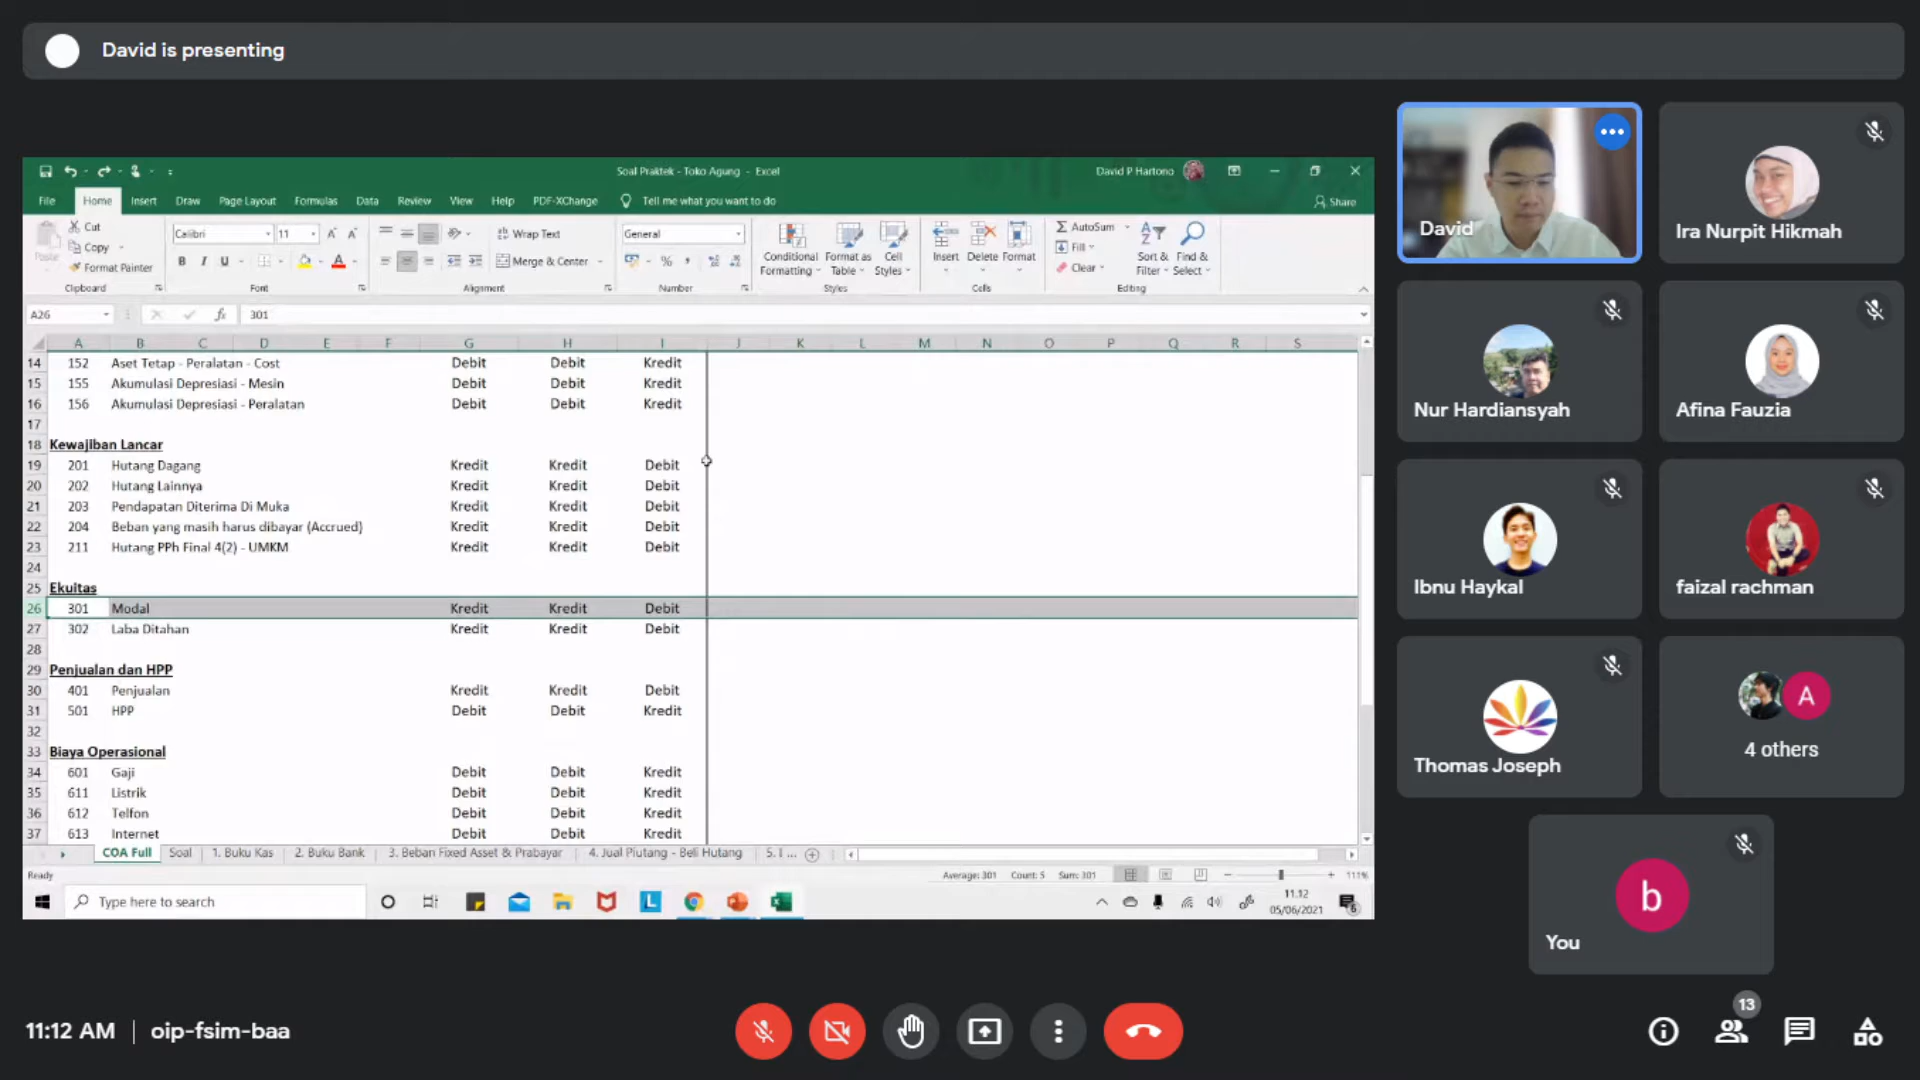 David is presenting
Soal Praktek - Toko Agung - Excel
David P Hartono
File Home Insert Draw Page Layout Formulas Data Review View Help PDF-XChange Tell me what you want to do Share
Paste
Cut
Copy
Format Painter
Clipboard
Calibri 11
B I U
Font
Wrap Text
Merge & Center
Alignment
General
Number
Conditional Formatting
Format as Table
Cell Styles
Styles
Insert Delete Format
Cells
AutoSum
Fill
Clear
Sort & Filter
Find & Select
Editing
A26 fx 301
A B C D E F G H I J K L M N O P Q R S
14 152 Aset Tetap - Peralatan - Cost Debit Debit Kredit
15 155 Akumulasi Depresiasi - Mesin Debit Debit Kredit
16 156 Akumulasi Depresiasi - Peralatan Debit Debit Kredit
17
18 Kewajiban Lancar
19 201 Hutang Dagang Kredit Kredit Debit
20 202 Hutang Lainnya Kredit Kredit Debit
21 203 Pendapatan Diterima Di Muka Kredit Kredit Debit
22 204 Beban yang masih harus dibayar (Accrued) Kredit Kredit Debit
23 211 Hutang PPh Final 4(2) - UMKM Kredit Kredit Debit
24
25 Ekuitas
26 301 Modal Kredit Kredit Debit
27 302 Laba Ditahan Kredit Kredit Debit
28
29 Penjualan dan HPP
30 401 Penjualan Kredit Kredit Debit
31 501 HPP Debit Debit Kredit
32
33 Biaya Operasional
34 601 Gaji Debit Debit Kredit
35 611 Listrik Debit Debit Kredit
36 612 Telfon Debit Debit Kredit
37 613 Internet Debit Debit Kredit
COA Full Soal 1. Buku Kas 2. Buku Bank 3. Beban Fixed Asset & Prabayar 4. Jual Piutang - Beli Hutang 5. I ...
Ready Average: 301 Count: 5 Sum: 301 111%
Type here to search
11.12
05/06/2021
6
David
Ira Nurpit Hikmah
Nur Hardiansyah
Afina Fauzia
Ibnu Haykal
faizal rachman
Thomas Joseph
A
4 others
b
You
11:12 AM | oip-fsim-baa
13